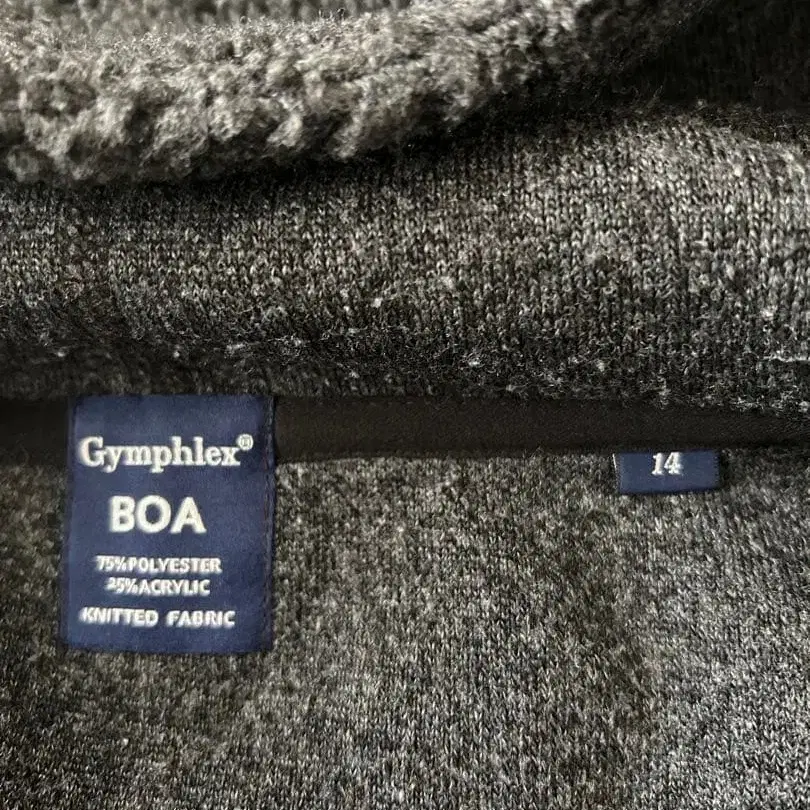 Gymphlex®
BOA
75%POLYESTER
25%ACRYLIC
KNITTED FABRIC
14